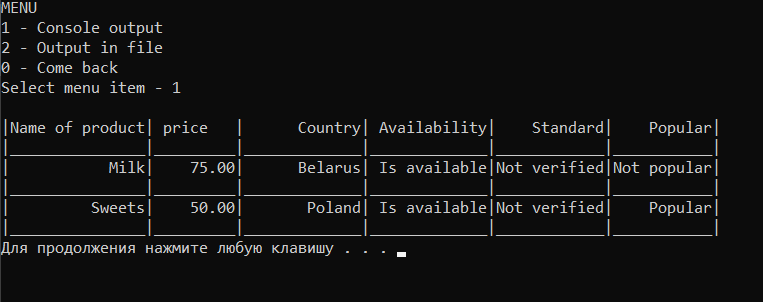 MENU
1 - Console output
2 - Output in file
0 - Come back
Select menu item - 1
|Name of product| price   |      Country| Availability|    Standard|    Popular|
|_______________|_________|_____________|_____________|____________|___________|
|           Milk|    75.00|      Belarus| Is available|Not verified|Not popular|
|_______________|_________|_____________|_____________|____________|___________|
|         Sweets|    50.00|       Poland| Is available|Not verified|    Popular|
|_______________|_________|_____________|_____________|____________|___________|
Для продолжения нажмите любую клавишу . . .